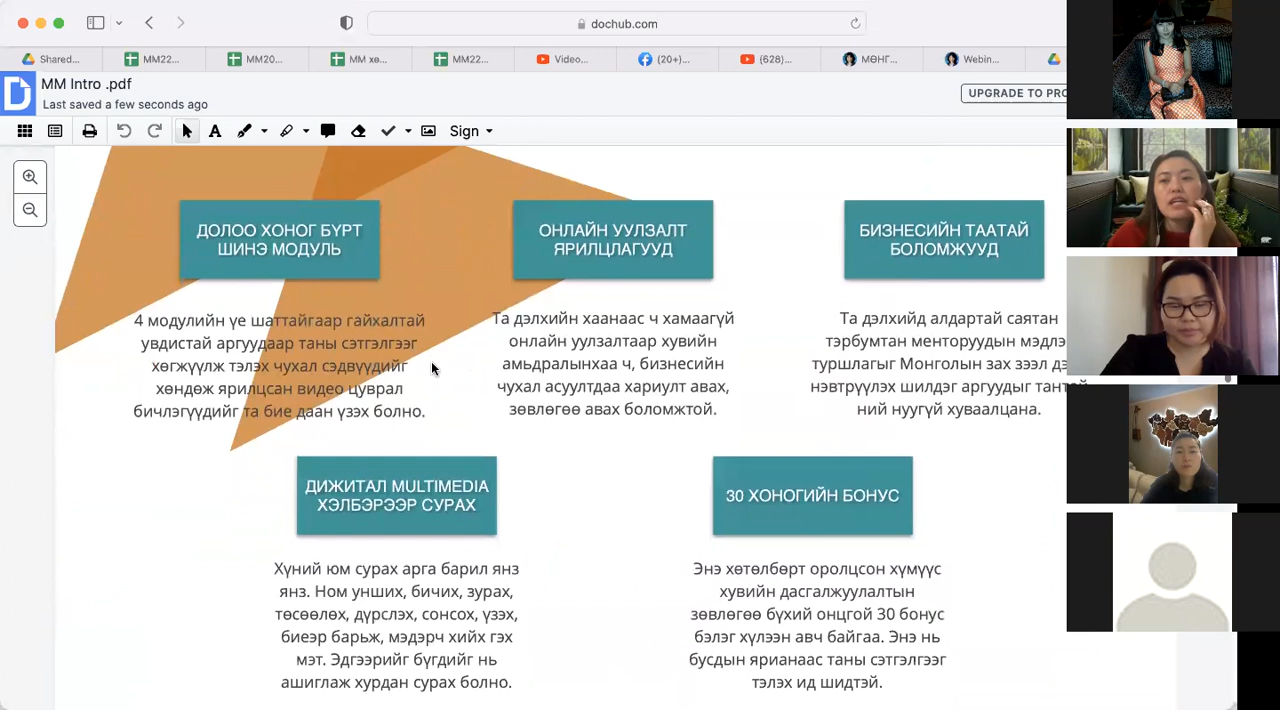 dochub.com
Shared...
MM22...
MM20...
MM хө...
MM22...
Video,...
(20+)...
(628)...
МӨНГ...
Webin...
MM Intro .pdf
Last saved a few seconds ago
UPGRADE TO PRO
Sign
ДОЛОО ХОНОГ БҮРТ
ШИНЭ МОДУЛЬ
4 модулийн үе шаттайгаар гайхалтай
увдистай аргуудаар таны сэтгэлгээг
хөгжүүлж тэлэх чухал сэдвүүдийг
хөндөж ярилцсан видео цуврал
бичлэгүүдийг та бие даан үзэх болно.
ОНЛАЙН УУЛЗАЛТ
ЯРИЛЦЛАГУУД
Та дэлхийн хаанаас ч хамаагүй
онлайн уулзалтаар хувийн
амьдралынхаа ч, бизнесийн
чухал асуултдаа хариулт авах,
зөвлөгөө авах боломжтой.
БИЗНЕСИЙН ТААТАЙ
БОЛОМЖУУД
Та дэлхийд алдартай саятан
тэрбумтан менторуудын мэдлэ
туршлагыг Монголын зах зээл дэ
нэвтрүүлэх шилдэг аргуудыг тантай
ний нуугүй хуваалцана.
ДИЖИТАЛ MULTIMEDIA
ХЭЛБЭРЭЭР СУРАХ
Хүний юм сурах арга барил янз
янз. Ном унших, бичих, зурах,
төсөөлөх, дүрслэх, сонсох, үзэх,
биеэр барьж, мэдэрч хийх гэх
мэт. Эдгээрийг бүгдийг нь
ашиглаж хурдан сурах болно.
30 ХОНОГИЙН БОНУС
Энэ хөтөлбөрт оролцсон хүмүүс
хувийн дасгалжуулалтын
зөвлөгөө бүхий онцгой 30 бонус
бэлэг хүлээн авч байгаа. Энэ нь
бусдын ярианаас таны сэтгэлгээг
тэлэх ид шидтэй.